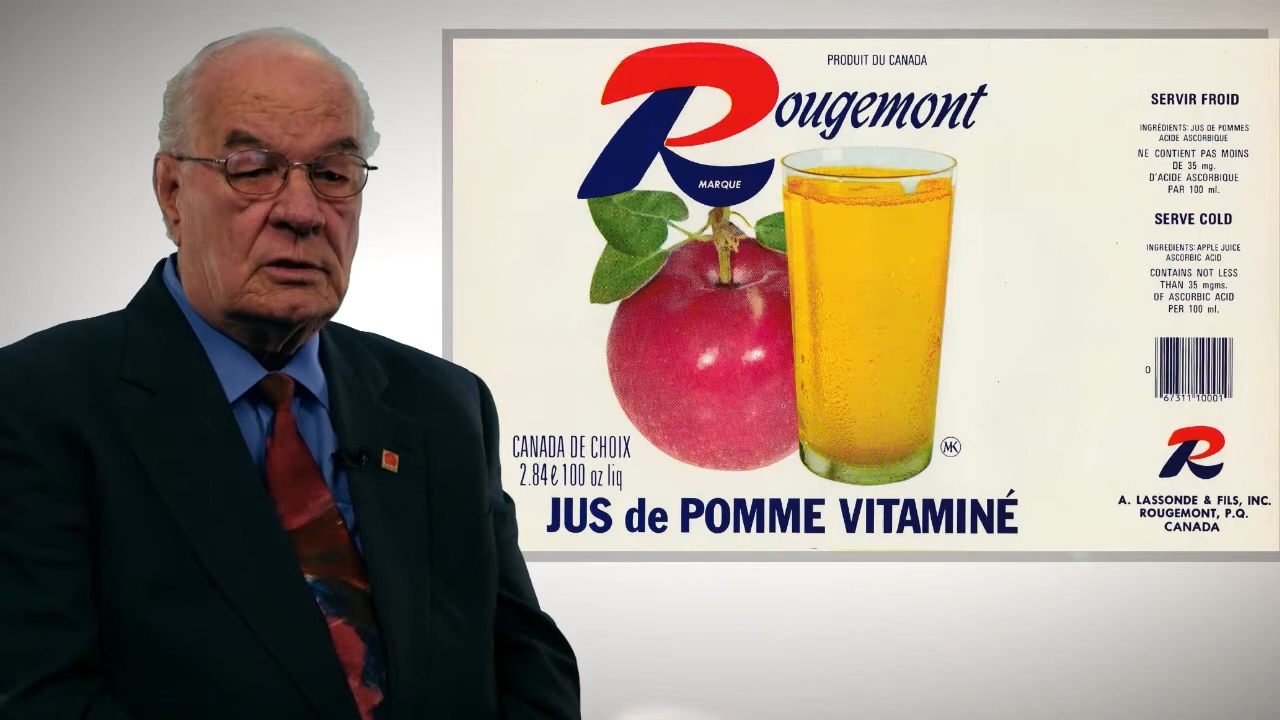 PRODUIT DU CANADA
Rougemont
MARQUE
CANADA DE CHOIX
2.84ℓ 100 oz liq
JUS de POMME VITAMINÉ
MK
SERVIR FROID
INGRÉDIENTS: JUS DE POMMES
ACIDE ASCORBIQUE
NE CONTIENT PAS MOINS
DE 35 mg.
D'ACIDE ASCORBIQUE
PAR 100 ml.
SERVE COLD
INGREDIENTS: APPLE JUICE
ASCORBIC ACID
CONTAINS NOT LESS
THAN 35 mgms.
OF ASCORBIC ACID
PER 100 ml.
0 67311 10001
R
A. LASSONDE & FILS, INC.
ROUGEMONT, P.Q.
CANADA